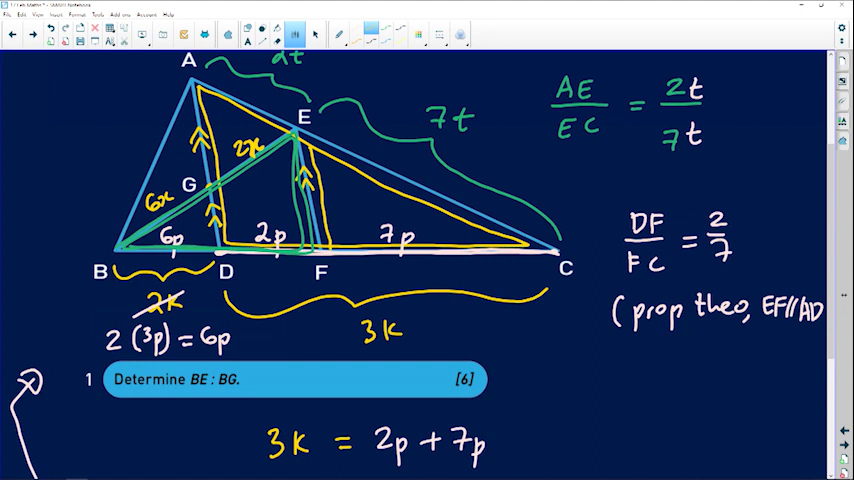 File Edit View Insert Format Tools Add-ons Account Help
A
2t
E
7t
AE/EC = 2t/7t
2x
G
6x
6p
2p
7p
DF/FC = 2/7
B
D
F
C
2k
(prop theo, EF//AD
2 (3p) = 6p
3k
1 Determine BE : BG. [6]
3k = 2p + 7p